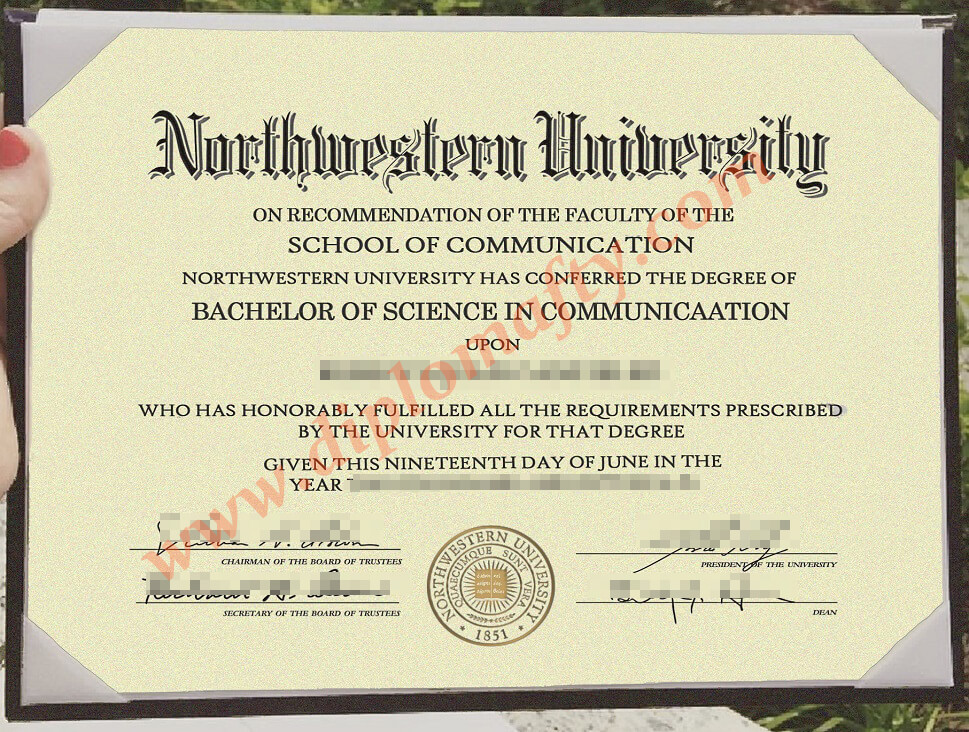 Northwestern University
ON RECOMMENDATION OF THE FACULTY OF THE
SCHOOL OF COMMUNICATION
NORTHWESTERN UNIVERSITY HAS CONFERRED THE DEGREE OF
BACHELOR OF SCIENCE IN COMMUNICAATION
UPON
WHO HAS HONORABLY FULFILLED ALL THE REQUIREMENTS PRESCRIBED
BY THE UNIVERSITY FOR THAT DEGREE
GIVEN THIS NINETEENTH DAY OF JUNE IN THE
YEAR
www.diplomafty.com
CHAIRMAN OF THE BOARD OF TRUSTEES
PRESIDENT OF THE UNIVERSITY
SECRETARY OF THE BOARD OF TRUSTEES
DEAN
NORTHWESTERN UNIVERSITY
QUAECUMQUE SUNT VERA
1851